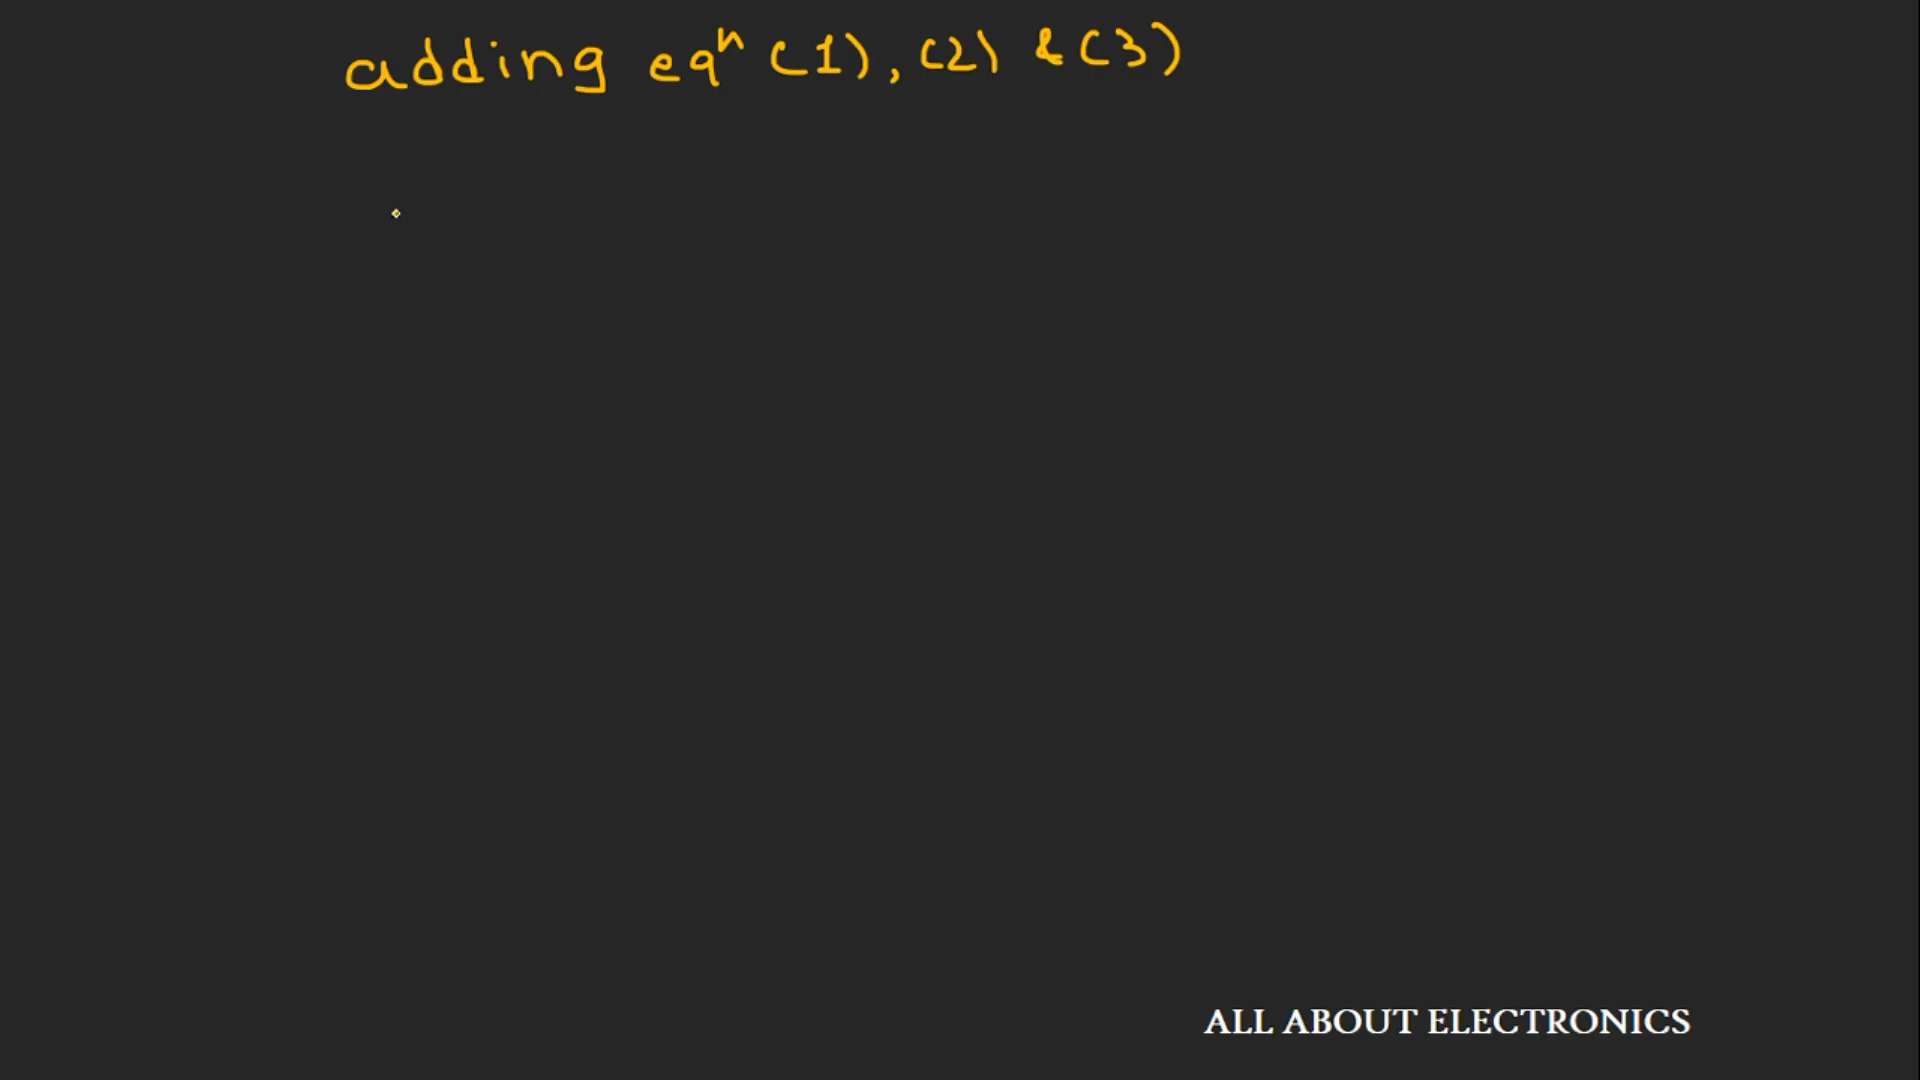 adding eqⁿ (1), (2) & (3)
ALL ABOUT ELECTRONICS